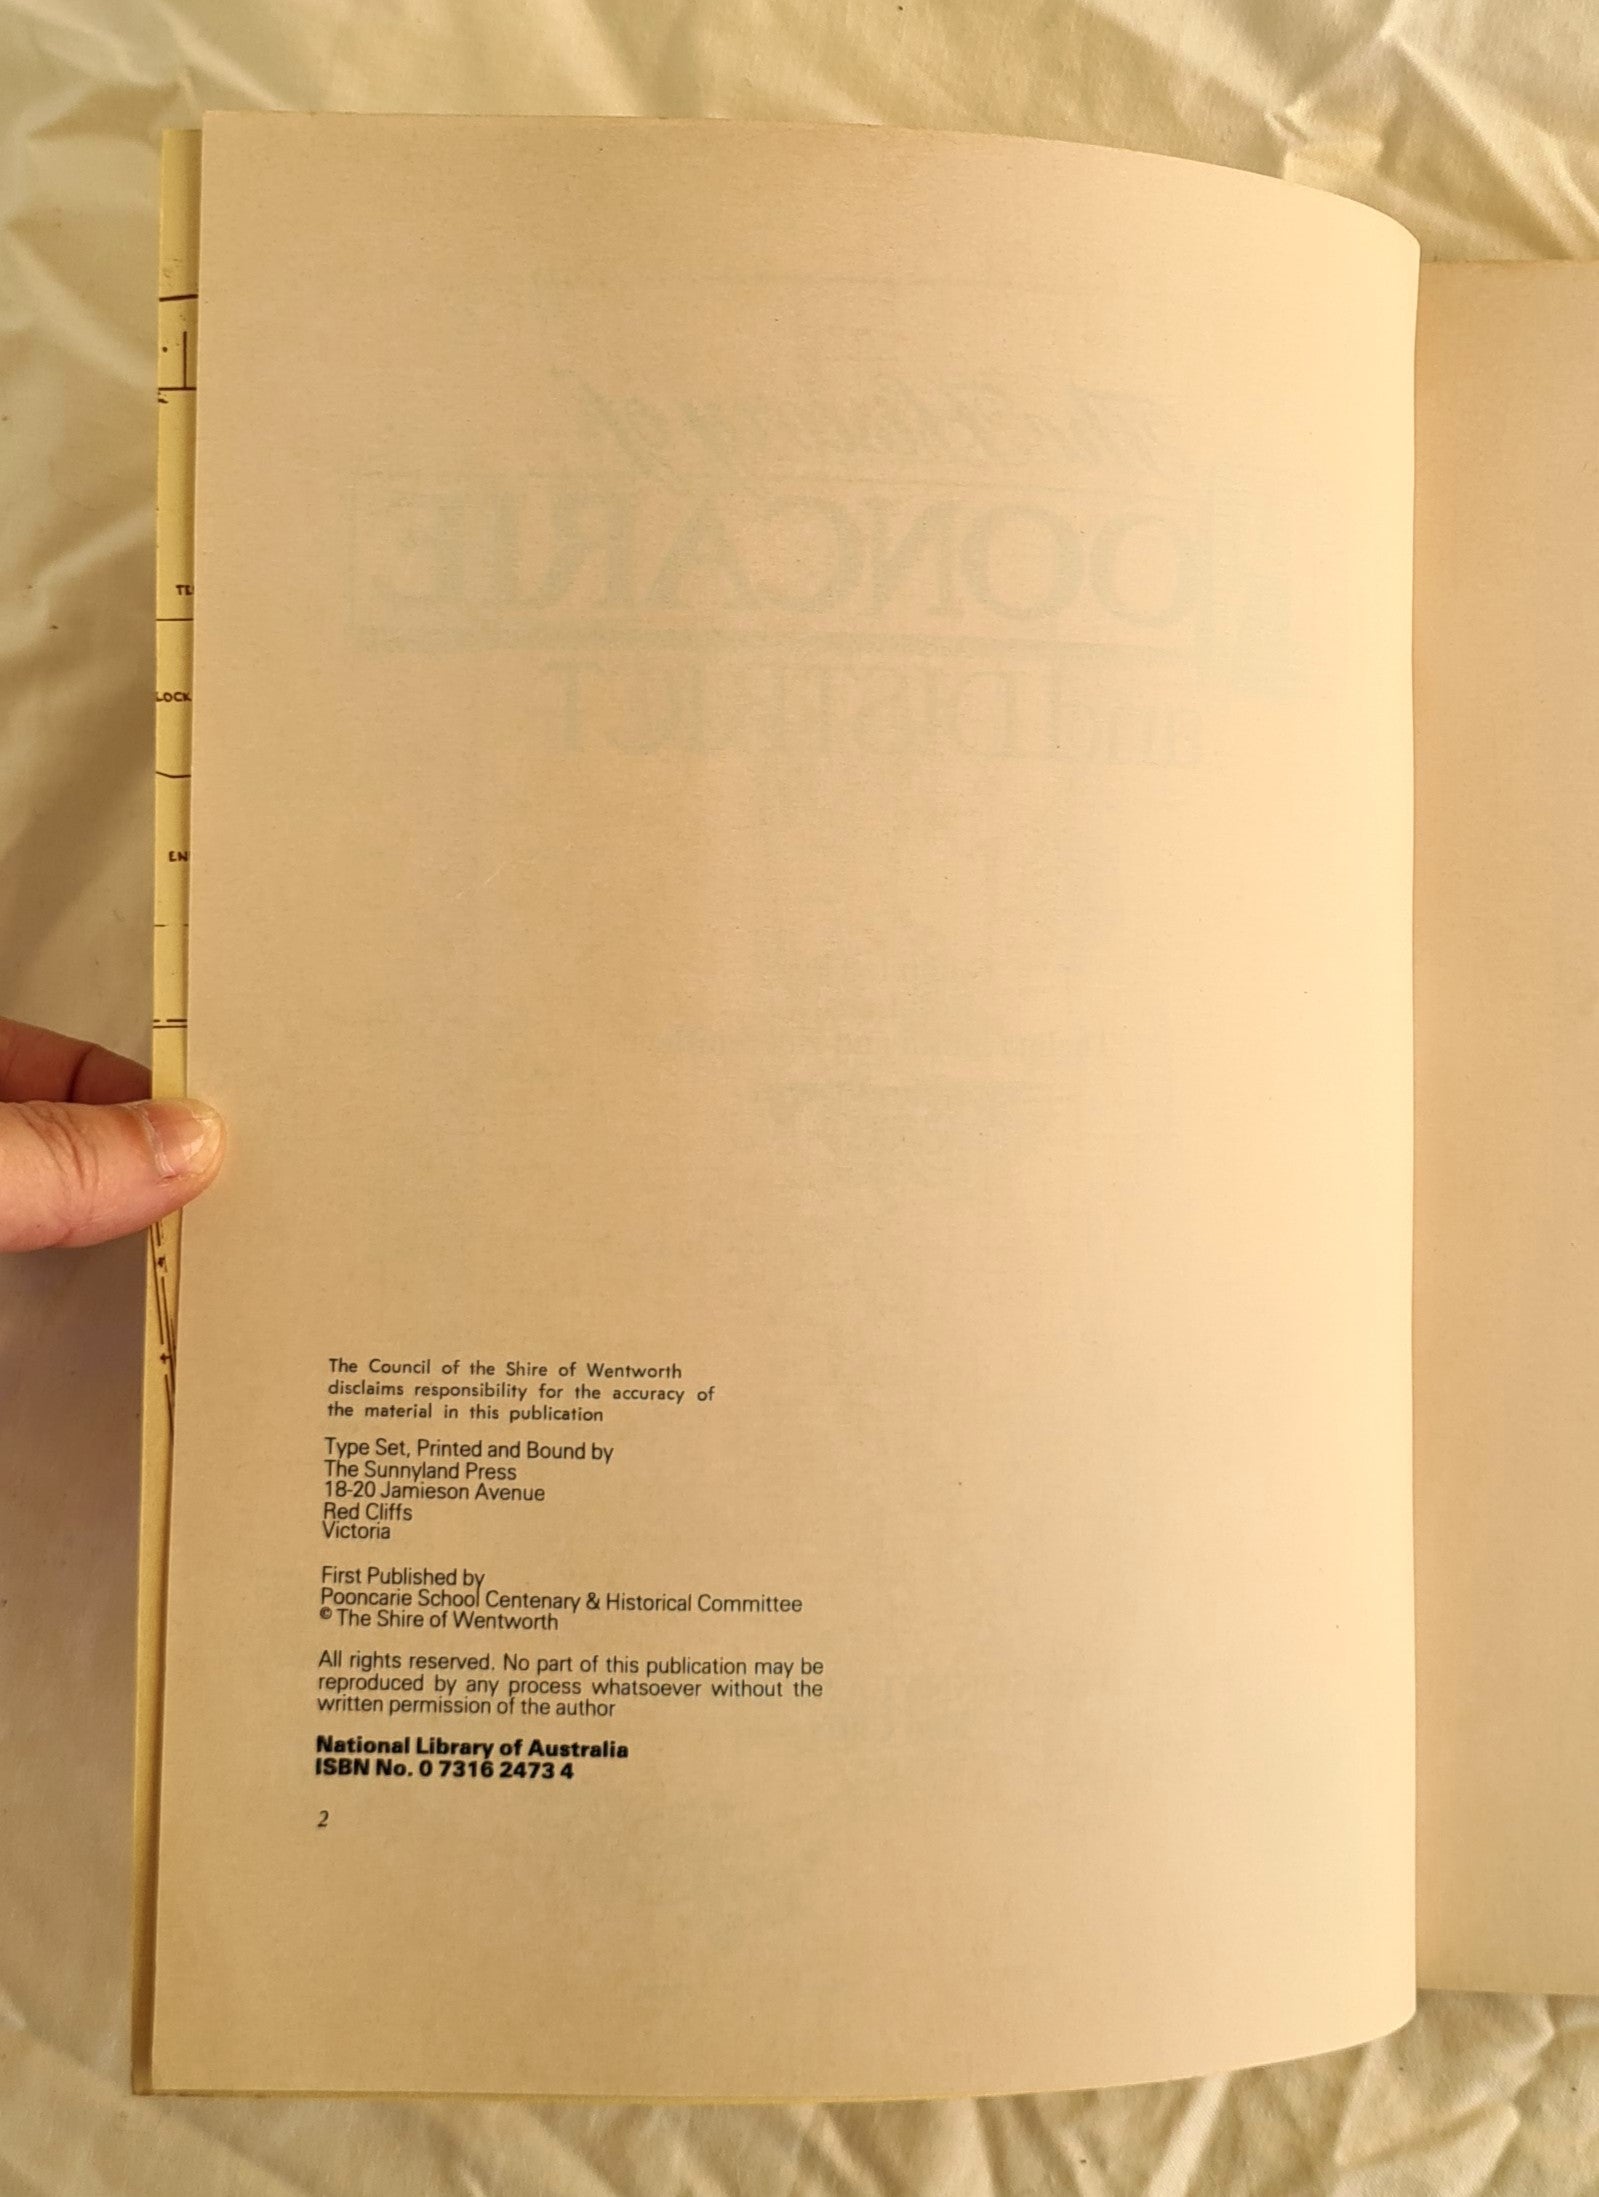 The Council of the Shire of Wentworth
disclaims responsibility for the accuracy of
the material in this publication
Type Set, Printed and Bound by
The Sunnyland Press
18-20 Jamieson Avenue
Red Cliffs
Victoria
First Published by
Pooncarie School Centenary & Historical Committee
© The Shire of Wentworth
All rights reserved. No part of this publication may be
reproduced by any process whatsoever without the
written permission of the author
National Library of Australia
ISBN No. 0 7316 2473 4
2